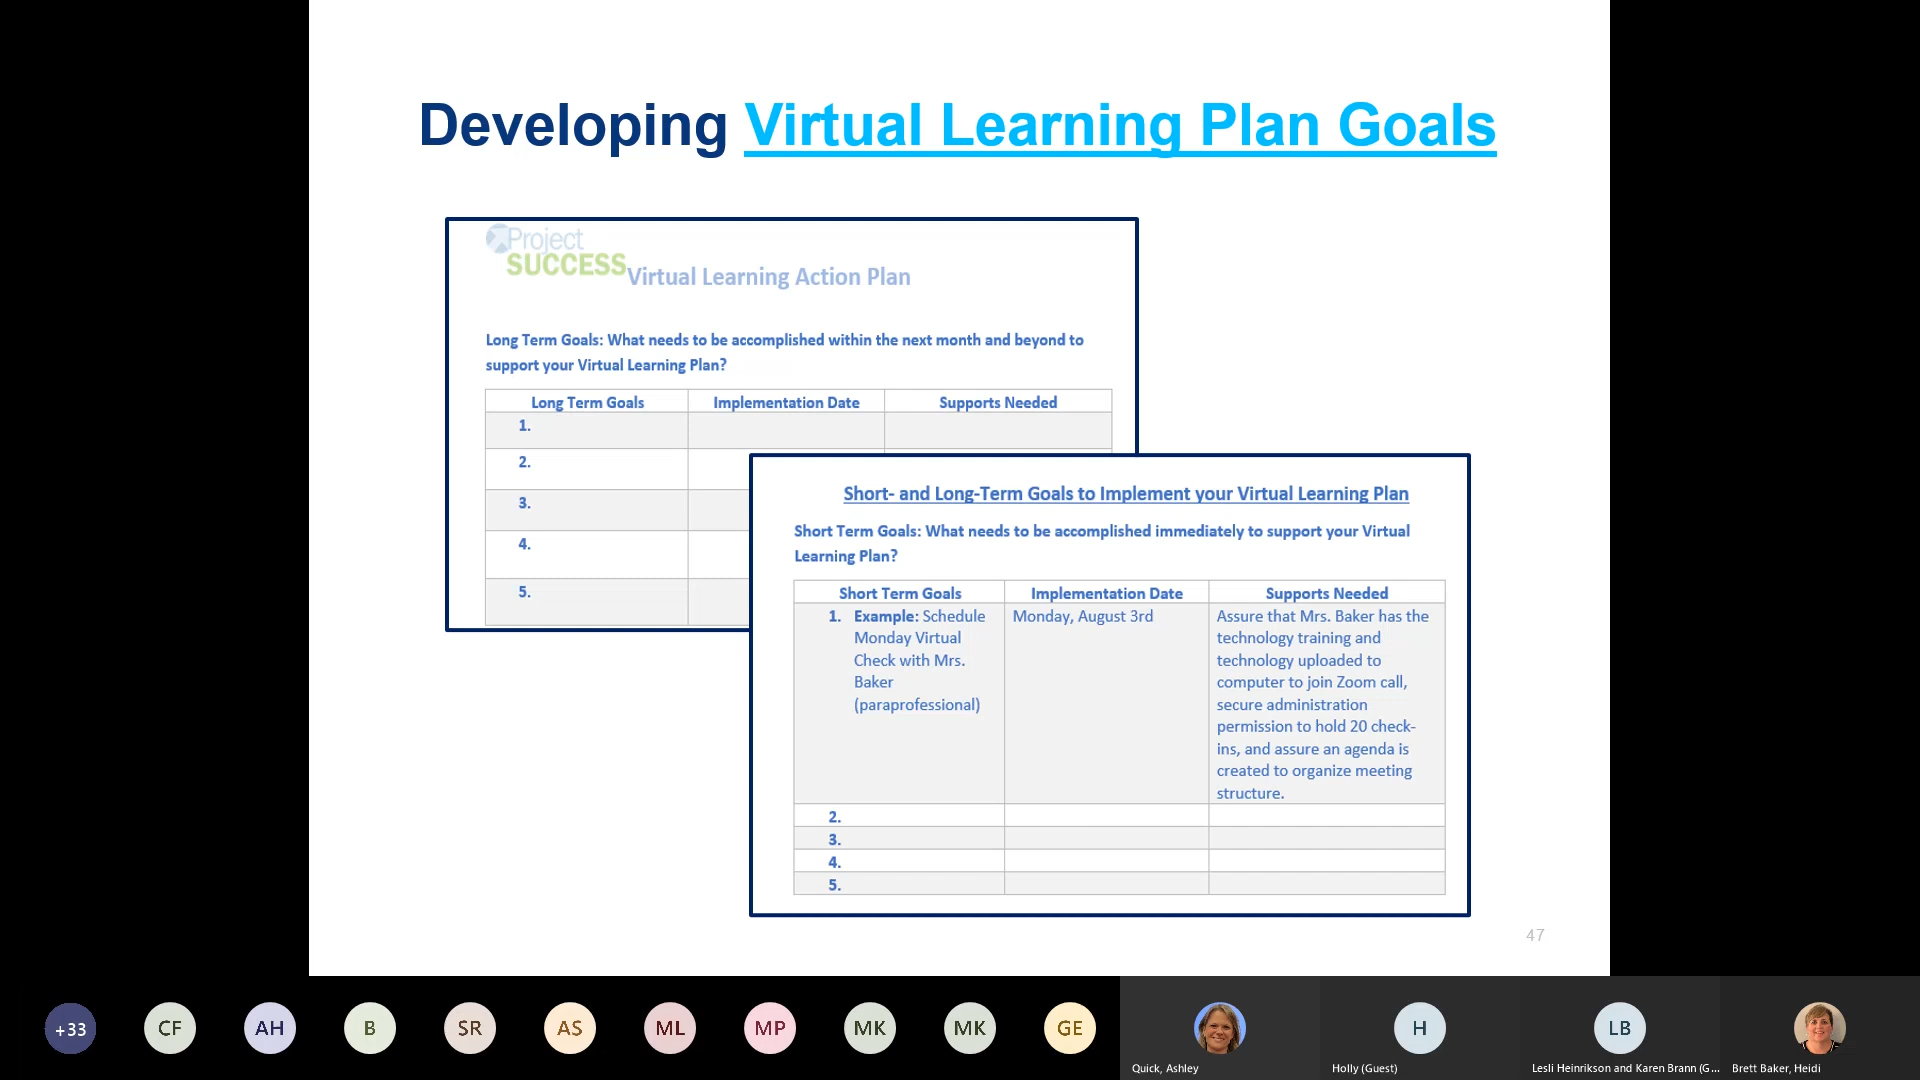 Developing Virtual Learning Plan Goals
Project
SUCCESS
Virtual Learning Action Plan
Long Term Goals: What needs to be accomplished within the next month and beyond to
support your Virtual Learning Plan?
Long Term Goals Implementation Date Supports Needed
1.
2.
3.
4.
5.
Short- and Long-Term Goals to Implement your Virtual Learning Plan
Short Term Goals: What needs to be accomplished immediately to support your Virtual
Learning Plan?
Short Term Goals Implementation Date Supports Needed
1. Example: Schedule
Monday Virtual
Check with Mrs.
Baker
(paraprofessional)
Monday, August 3rd
Assure that Mrs. Baker has the
technology training and
technology uploaded to
computer to join Zoom call,
secure administration
permission to hold 20 check-
ins, and assure an agenda is
created to organize meeting
structure.
2.
3.
4.
5.
47
+33 CF AH B SR AS ML MP MK MK GE H LB
Quick, Ashley Holly (Guest) Lesli Heinrikson and Karen Brann (G... Brett Baker, Heidi